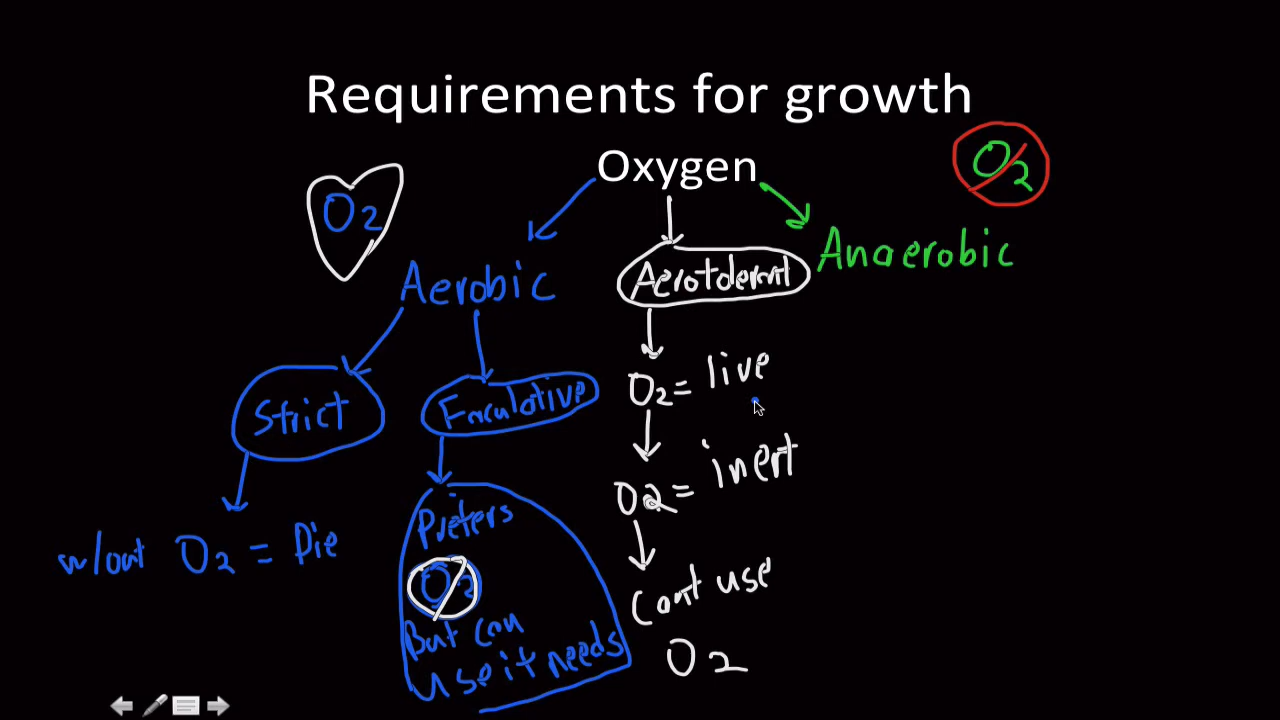 Requirements for growth
Oxygen
O2
O2
Aerobic
Aerotolerant
Anaerobic
Strict
Faculative
O2 = live
O2 = inert
w/out O2 = Die
Prefers
O2
But can
use it needs
Cant use
O2